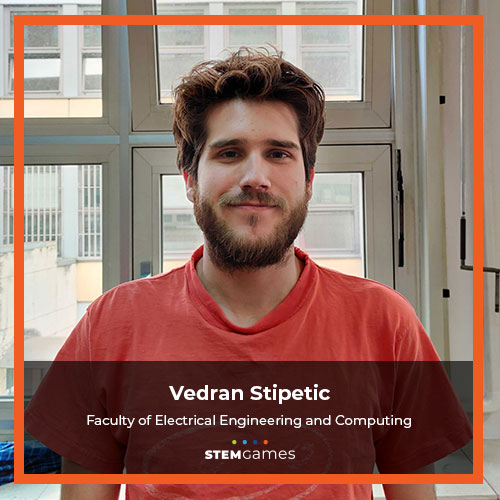 Vedran Stipetic
Faculty of Electrical Engineering and Computing
STEMGAMES